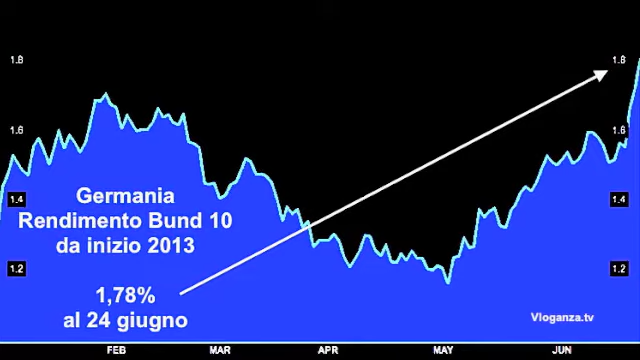 1.8
1.8
1.6
1.6
Germania
Rendimento Bund 10
da inizio 2013
1.4
1.4
1.2
1.2
1,78%
al 24 giugno
Vloganza.tv
FEB MAR APR MAY JUN